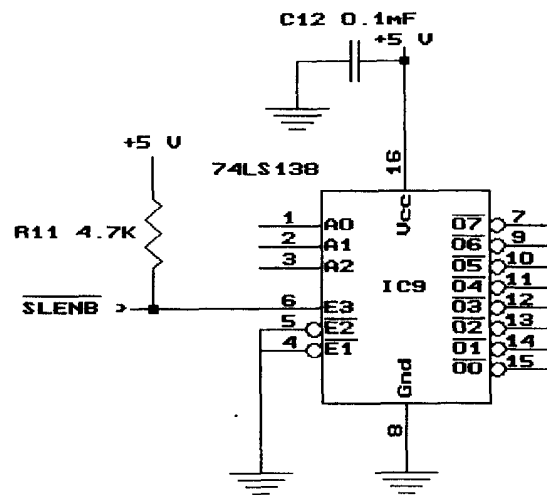 C12 0.1mF
+5 V
+5 V
16
74LS138
Vcc
R11 4.7K
1 A0
2 A1
3 A2
IC9
O7 7
O6 9
O5 10
O4 11
O3 12
O2 13
O1 14
O0 15
SLENB > 6 E3
5 E2
4 E1
Gnd
8